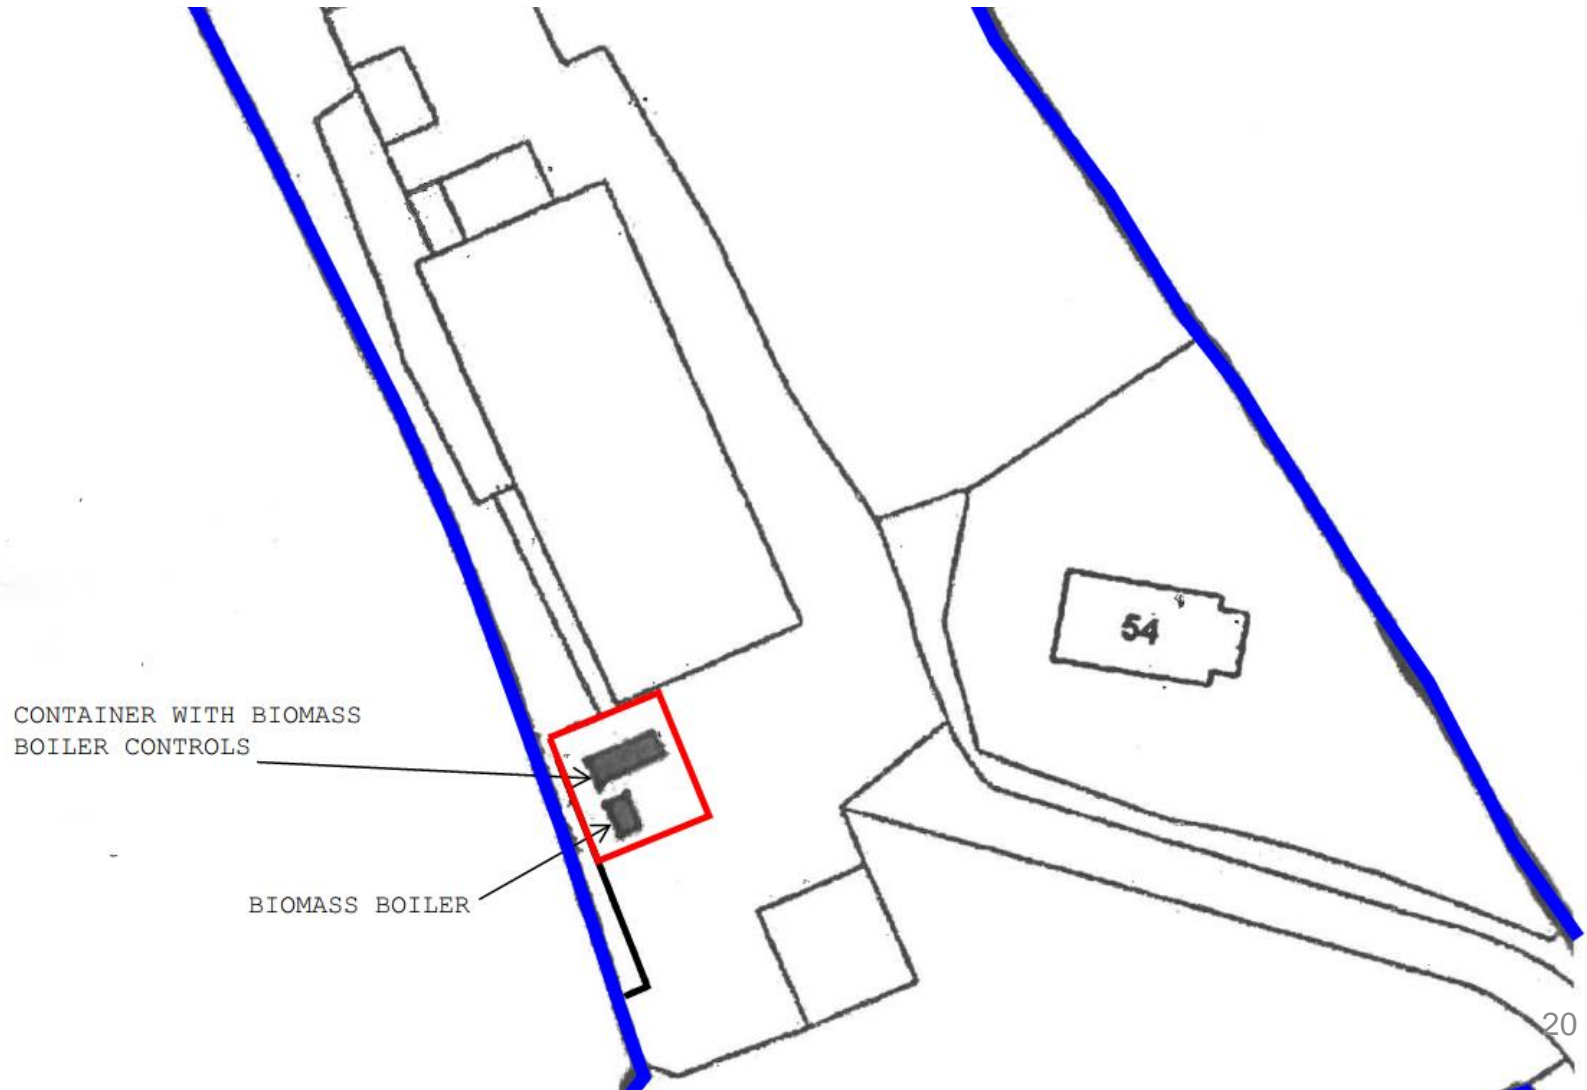 54
CONTAINER WITH BIOMASS
BOILER CONTROLS
BIOMASS BOILER
20